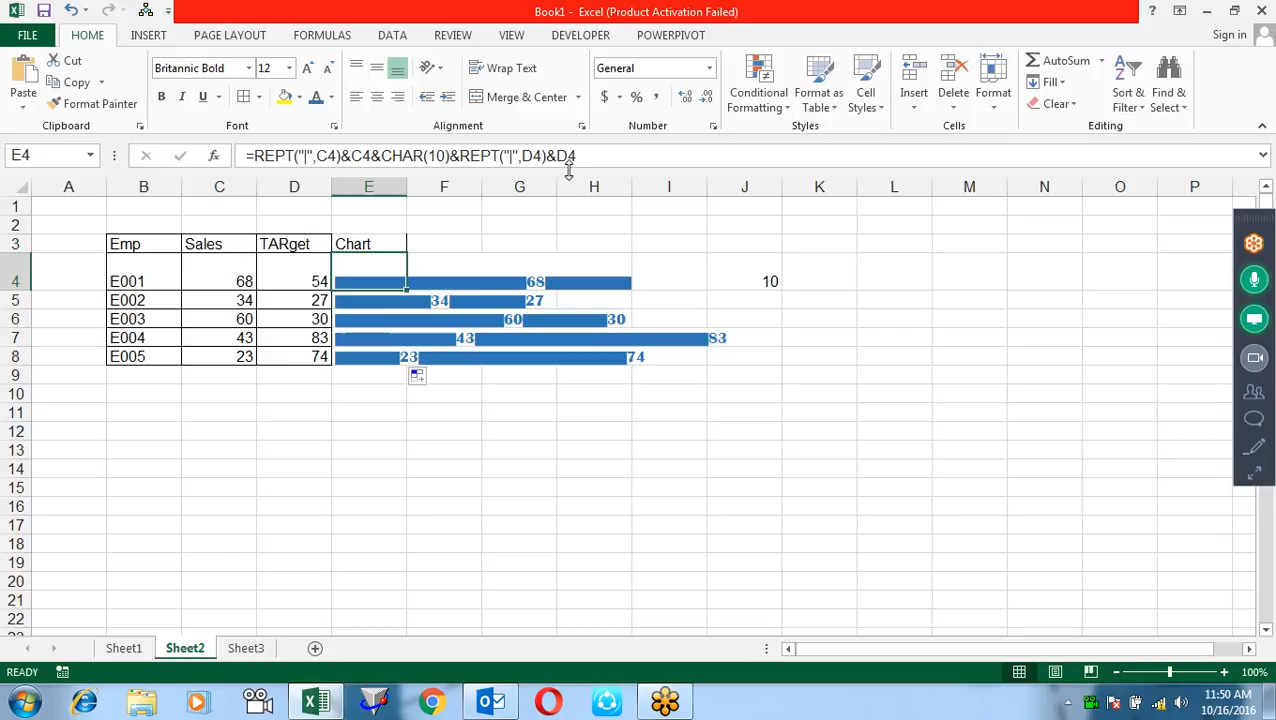 Book1 - Excel (Product Activation Failed)
FILE HOME INSERT PAGE LAYOUT FORMULAS DATA REVIEW VIEW DEVELOPER POWERPIVOT Sign in
Cut
Copy
Format Painter
Paste
Clipboard
Britannic Bold 12
B I U
Font
Wrap Text
Merge & Center
Alignment
General
$ % ,
Number
Conditional Formatting
Format as Table
Cell Styles
Styles
Insert Delete Format
Cells
AutoSum
Fill
Clear
Sort & Filter
Find & Select
Editing
E4 fx =REPT("|",C4)&C4&CHAR(10)&REPT("|",D4)&D4
A B C D E F G H I J K L M N O P
1
2
3 Emp Sales TARget Chart
4 E001 68 54 68 10
5 E002 34 27 34 27
6 E003 60 30 60 30
7 E004 43 83 43 83
8 E005 23 74 23 74
9
10
11
12
13
14
15
16
17
18
19
20
21
22
Sheet1 Sheet2 Sheet3
READY 100%
11:50 AM
10/16/2016